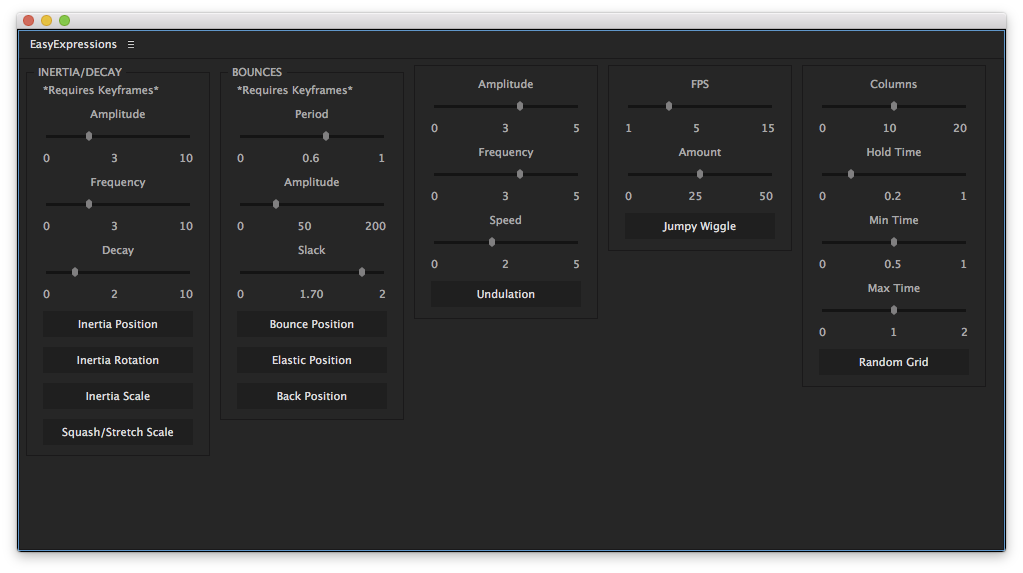 EasyExpressions
INERTIA/DECAY
*Requires Keyframes*
Amplitude
0 3 10
Frequency
0 3 10
Decay
0 2 10
Inertia Position
Inertia Rotation
Inertia Scale
Squash/Stretch Scale
BOUNCES
*Requires Keyframes*
Period
0 0.6 1
Amplitude
0 50 200
Slack
0 1.70 2
Bounce Position
Elastic Position
Back Position
Amplitude
0 3 5
Frequency
0 3 5
Speed
0 2 5
Undulation
FPS
1 5 15
Amount
0 25 50
Jumpy Wiggle
Columns
0 10 20
Hold Time
0 0.2 1
Min Time
0 0.5 1
Max Time
0 1 2
Random Grid